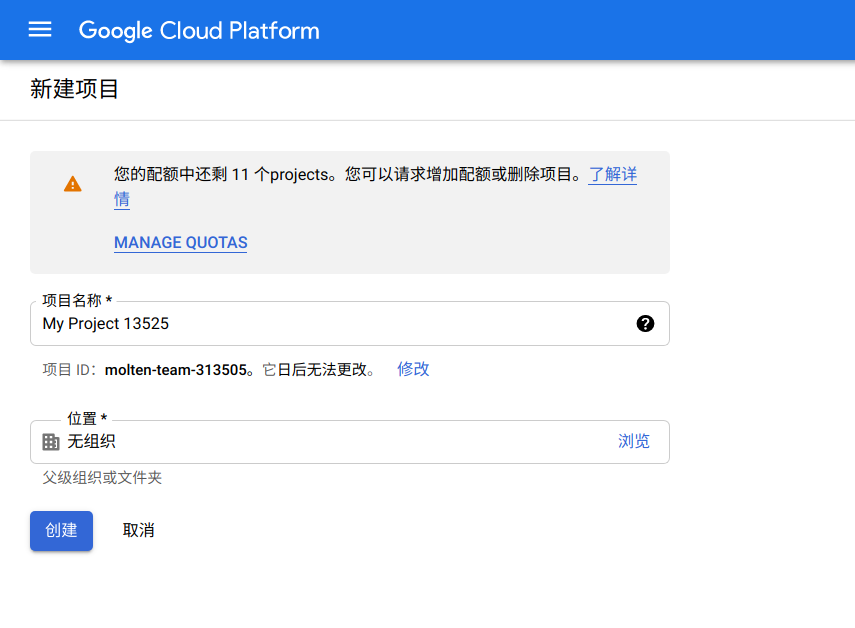 Google Cloud Platform
新建项目
您的配额中还剩 11 个projects。您可以请求增加配额或删除项目。了解详
情
MANAGE QUOTAS
项目名称 *
My Project 13525
项目 ID：molten-team-313505。它日后无法更改。 修改
位置 *
无组织 浏览
父级组织或文件夹
创建 取消